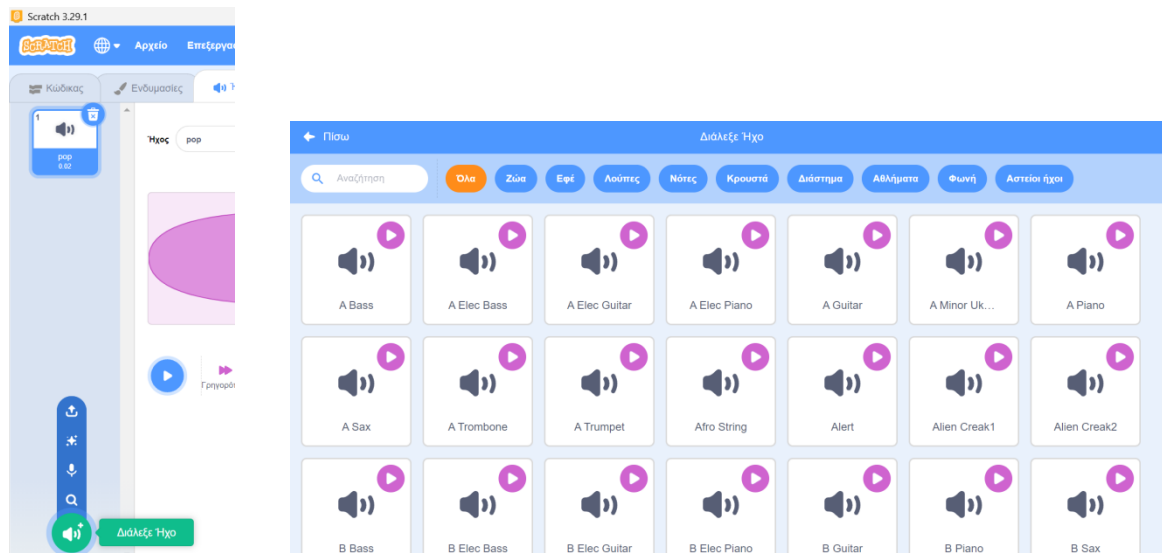 Scratch 3.29.1
SCRATCH Αρχείο Επεξεργασ
Κώδικας Ενδυμασίες
1
pop
0.02
Ήχος pop
Γρηγορότ
Διάλεξε Ήχο
Πίσω Διάλεξε Ήχο
Αναζήτηση Όλα Ζώα Εφέ Λούπες Νότες Κρουστά Διάστημα Αθλήματα Φωνή Αστείοι ήχοι
A Bass A Elec Bass A Elec Guitar A Elec Piano A Guitar A Minor Uk... A Piano
A Sax A Trombone A Trumpet Afro String Alert Alien Creak1 Alien Creak2
B Bass B Elec Bass B Elec Guitar B Elec Piano B Guitar B Piano B Sax